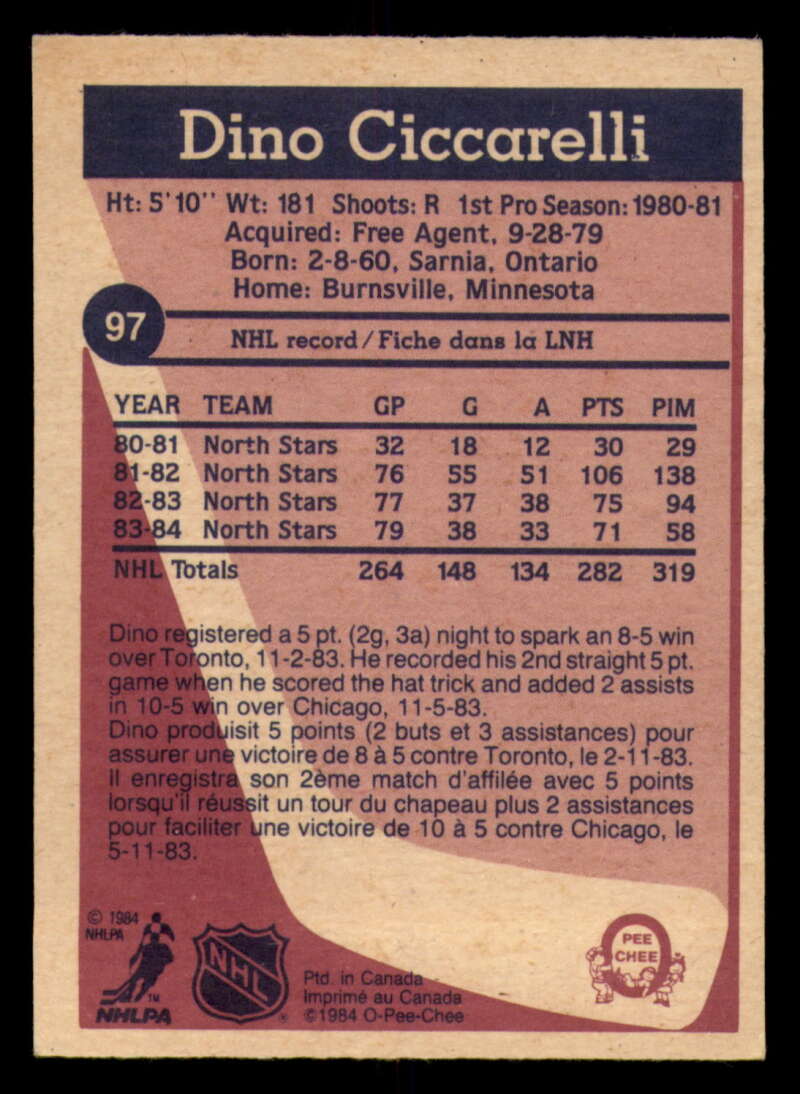 Dino Ciccarelli
Ht: 5'10" Wt: 181 Shoots: R 1st Pro Season: 1980-81
Acquired: Free Agent, 9-28-79
Born: 2-8-60, Sarnia, Ontario
Home: Burnsville, Minnesota
97
NHL record/Fiche dans la LNH
YEAR TEAM GP G A PTS PIM
80-81 North Stars 32 18 12 30 29
81-82 North Stars 76 55 51 106 138
82-83 North Stars 77 37 38 75 94
83-84 North Stars 79 38 33 71 58
NHL Totals 264 148 134 282 319
Dino registered a 5 pt. (2g, 3a) night to spark an 8-5 win
over Toronto, 11-2-83. He recorded his 2nd straight 5 pt.
game when he scored the hat trick and added 2 assists
in 10-5 win over Chicago, 11-5-83.
Dino produisit 5 points (2 buts et 3 assistances) pour
assurer une victoire de 8 à 5 contre Toronto, le 2-11-83.
Il enregistra son 2ème match d'affilée avec 5 points
lorsqu'il réussit un tour du chapeau plus 2 assistances
pour faciliter une victoire de 10 à 5 contre Chicago, le
5-11-83.
© 1984
NHLPA
TM
NHLPA
NHL
®
Ptd. in Canada
Imprimé au Canada
©1984 O-Pee-Chee
PEE
CHEE